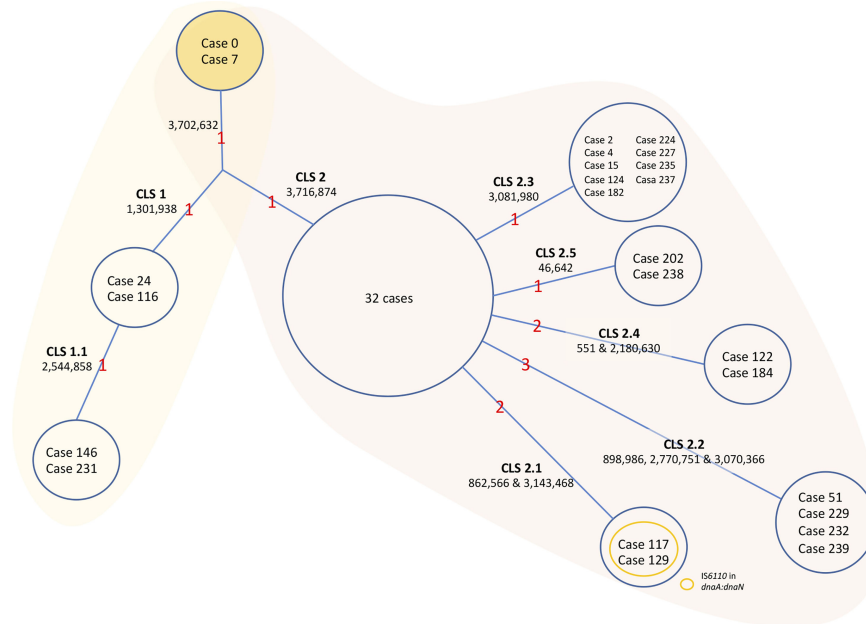 Case 0
Case 7
3,702,632
1
CLS 1
1,301,938
1
CLS 2
3,716,874
1
Case 24
Case 116
CLS 1.1
2,544,858
1
Case 146
Case 231
32 cases
CLS 2.3
3,081,980
1
Case 2 Case 224
Case 4 Case 227
Case 15 Case 235
Case 124 Casa 237
Case 182
CLS 2.5
46,642
1
Case 202
Case 238
2
CLS 2.4
551 & 2,180,630
Case 122
Case 184
3
CLS 2.2
898,986, 2,770,751 & 3,070,366
Case 51
Case 229
Case 232
Case 239
2
CLS 2.1
862,566 & 3,143,468
Case 117
Case 129
IS6110 in
dnaA:dnaN